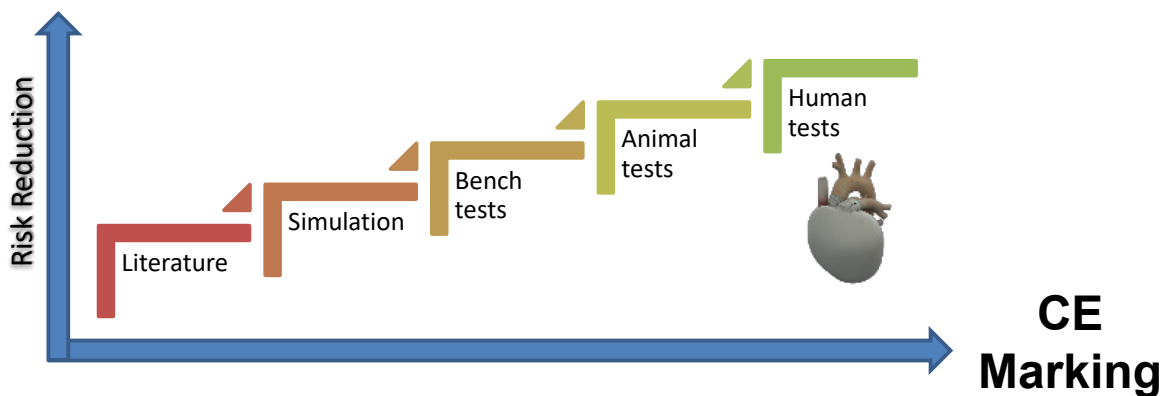 Risk Reduction
Literature
Simulation
Bench
tests
Animal
tests
Human
tests
CE
Marking